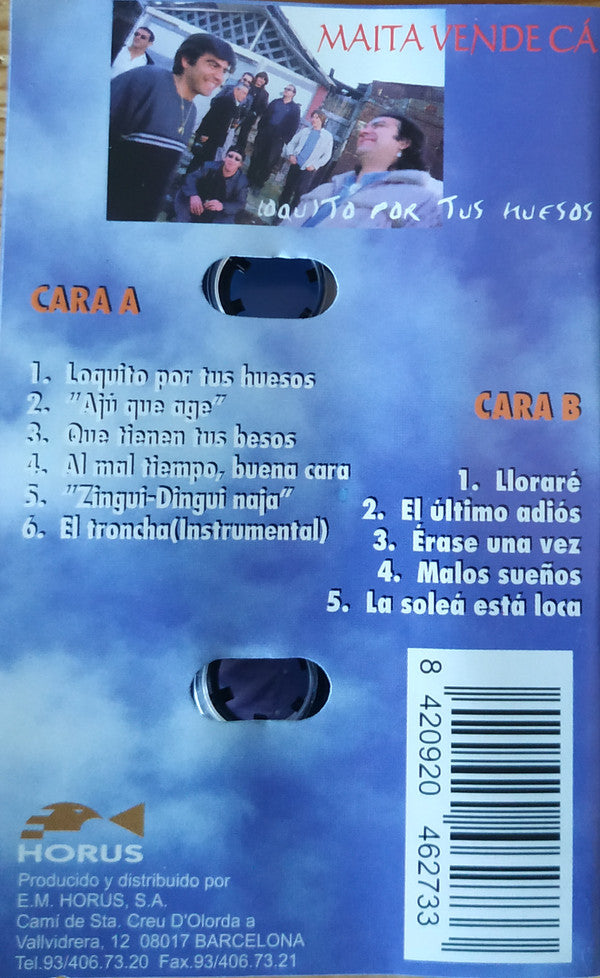 MAITA VENDE CÁ
LOQUITO POR TUS HUESOS
CARA A
1. Loquito por tus huesos
2. "Ajú que age"
3. Que tienen tus besos
4. Al mal tiempo, buena cara
5. "Zingui-Dingui naja"
6. El troncha(Instrumental)
CARA B
1. Lloraré
2. El último adiós
3. Érase una vez
4. Malos sueños
5. La soleá está loca
8 420920 462733
HORUS
Producido y distribuido por
E.M. HORUS, S.A.
Camí de Sta. Creu D'Olorda a
Vallvidrera, 12 08017 BARCELONA
Tel.93/406.73.20 Fax.93/406.73.21